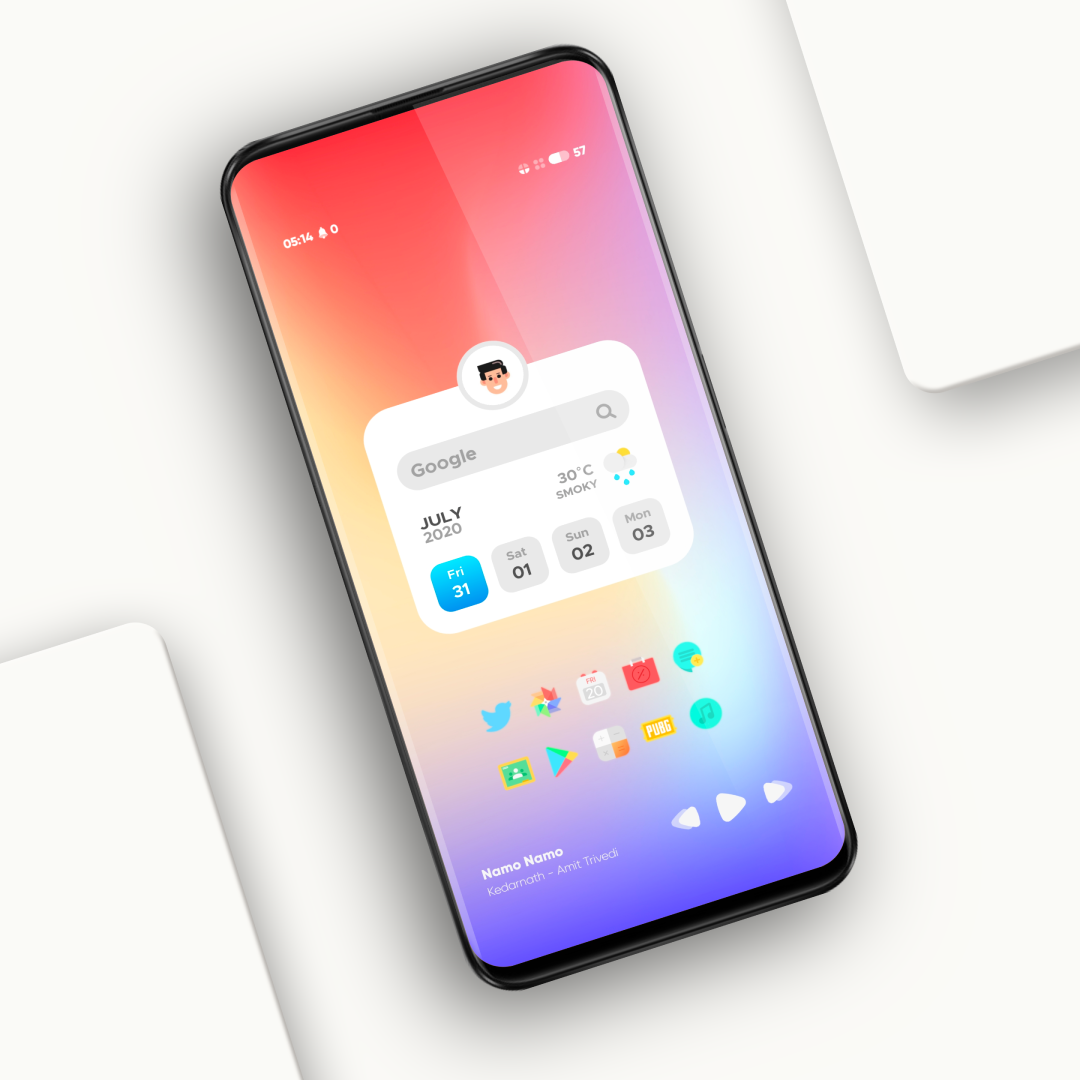 57
05:14 0
Google
30°C
SMOKY
JULY
2020
Fri Sat Sun Mon
31 01 02 03
FRI
20
PUBG
Namo Namo
Kedarnath - Amit Trivedi